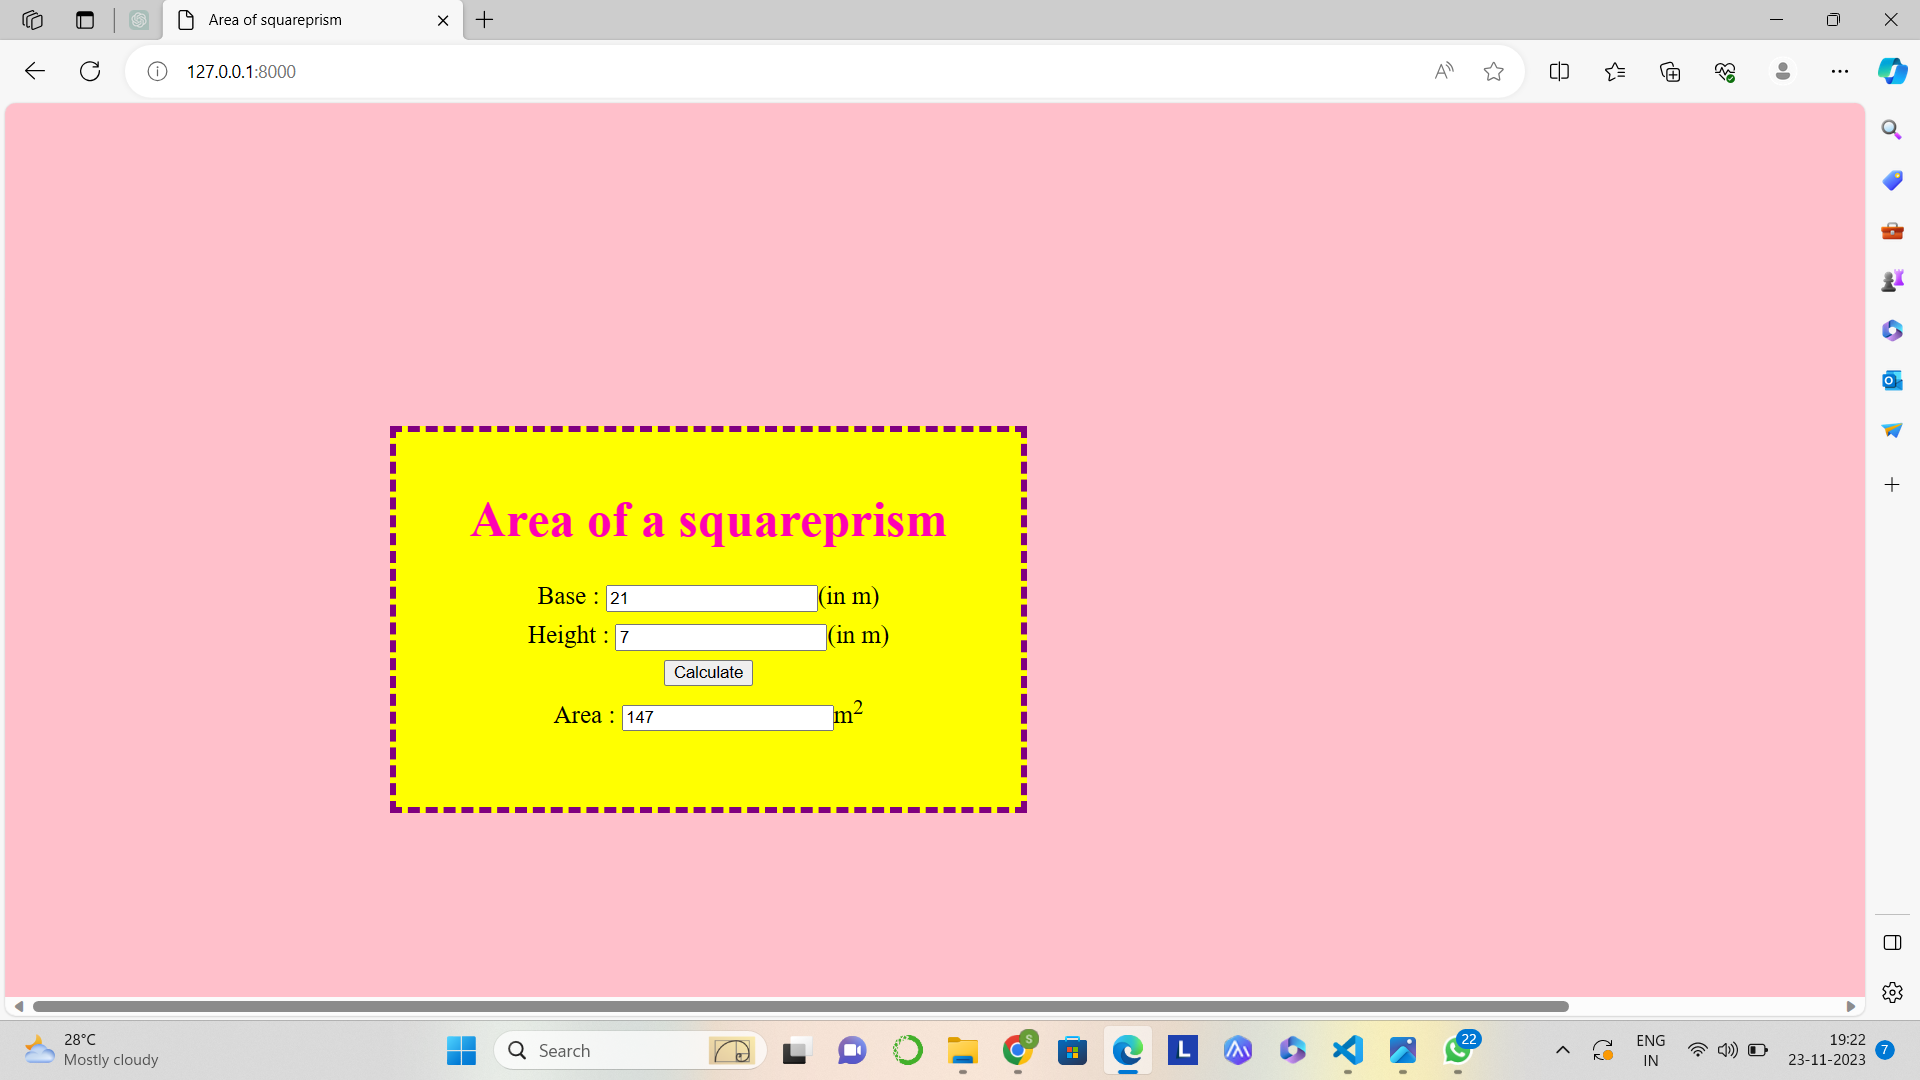 Area of squareprism
127.0.0.1:8000
Area of a squareprism
Base : 21 (in m)
Height : 7 (in m)
Calculate
Area : 147 m²
28°C
Mostly cloudy
Search
S
L
22
ENG
IN
19:22
23-11-2023
7